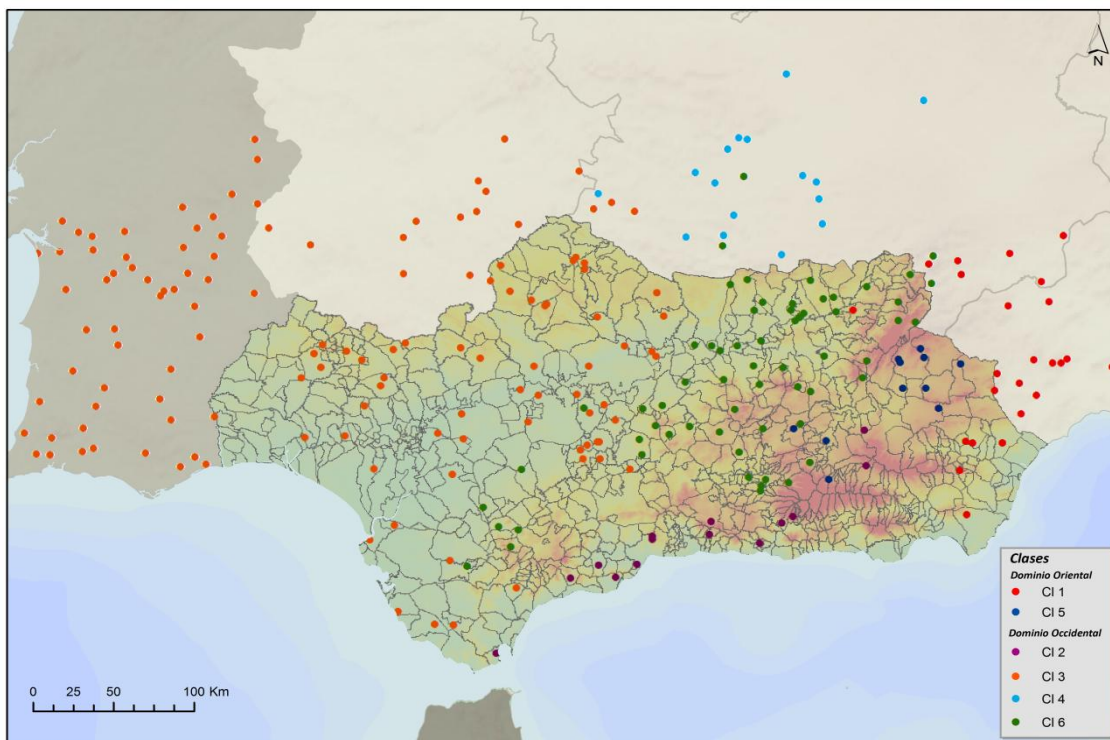 N
Clases
Dominio Oriental
Cl 1
Cl 5
Dominio Occidental
Cl 2
Cl 3
Cl 4
Cl 6
0 25 50 100 Km